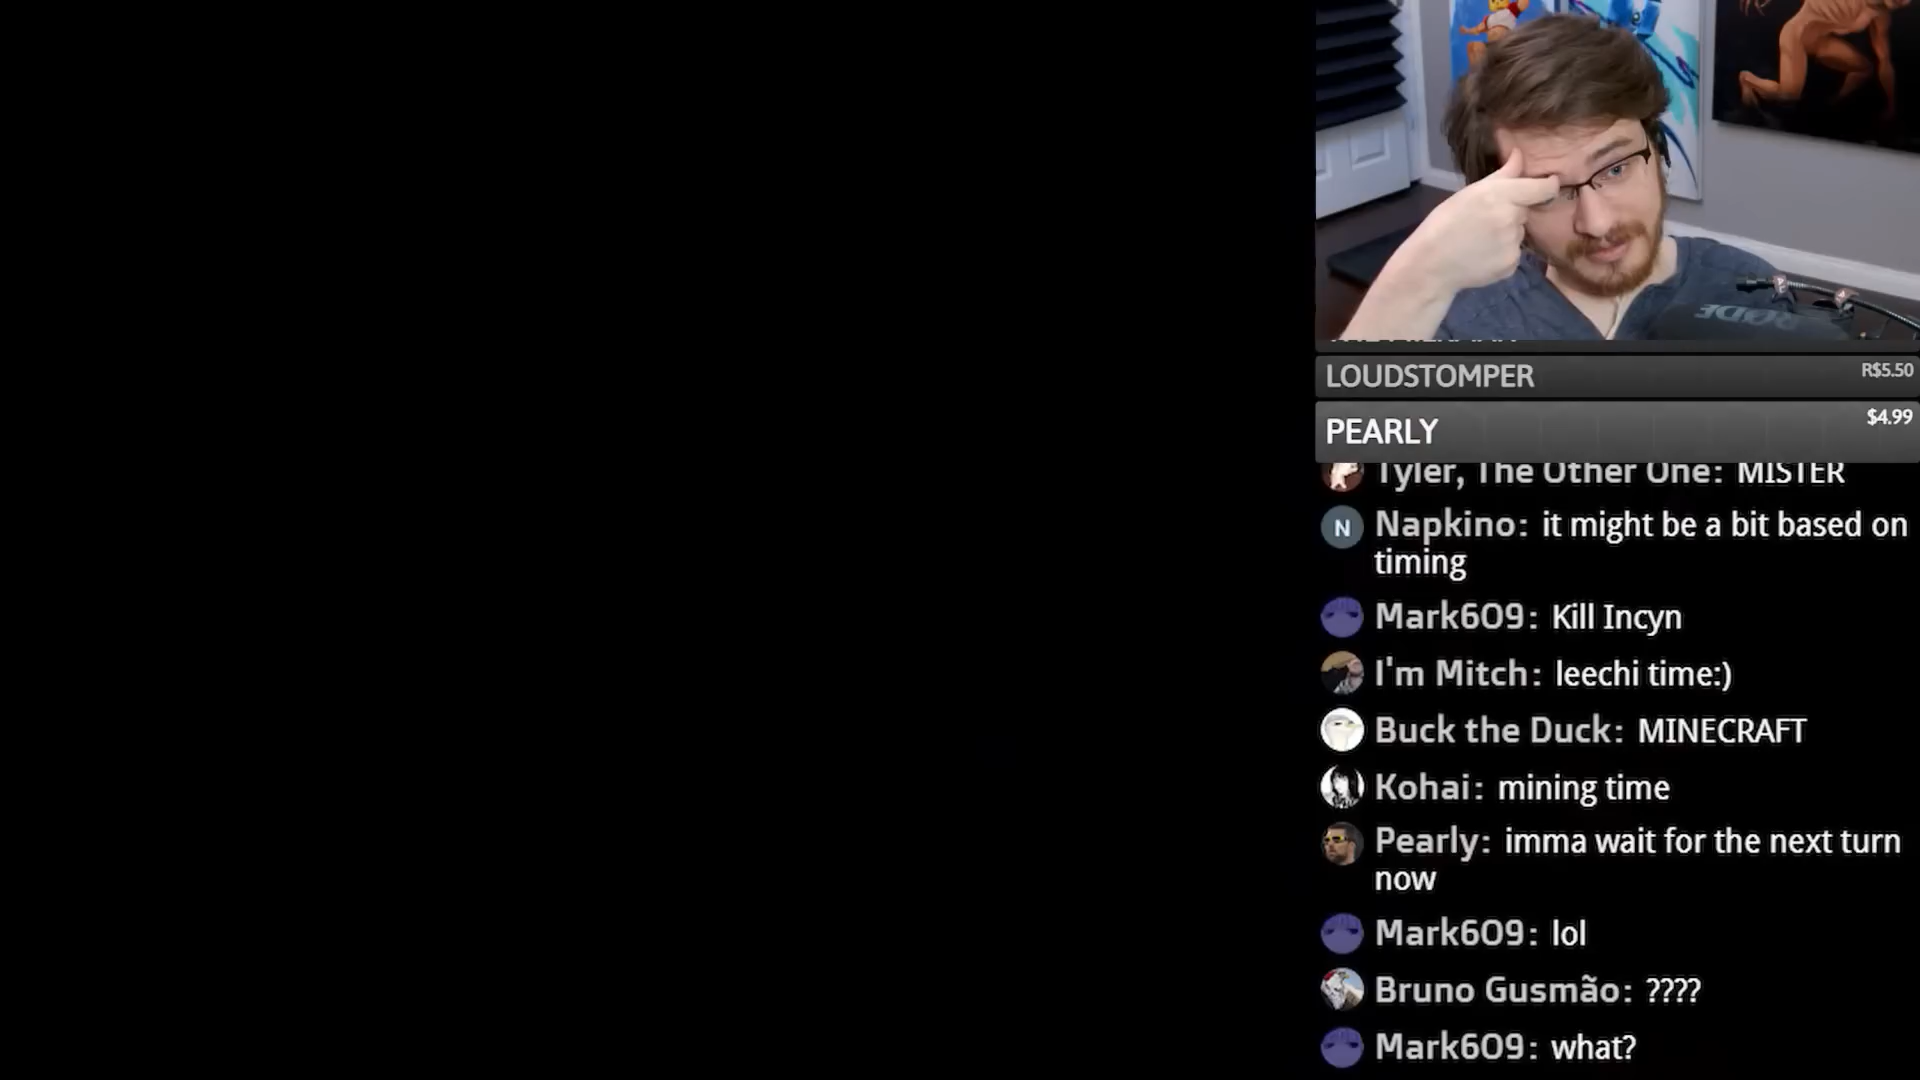 RØDE
LOUDSTOMPER
R$5.50
PEARLY
$4.99
Tyler, The Other One: MISTER
N
Napkino: it might be a bit based on
timing
Mark609: Kill Incyn
I'm Mitch: leechi time:)
Buck the Duck: MINECRAFT
Kohai: mining time
Pearly: imma wait for the next turn
now
Mark609: lol
Bruno Gusmão: ????
Mark609: what?